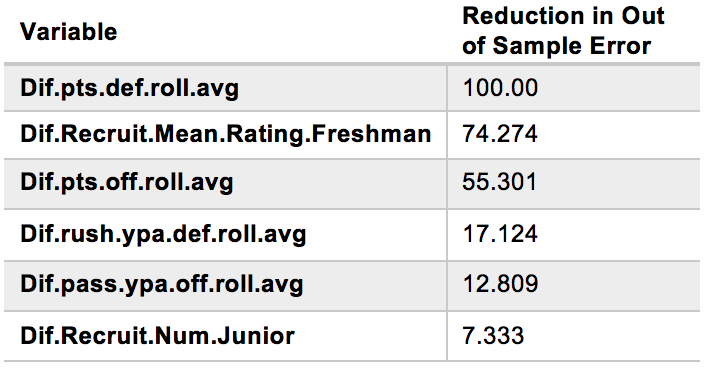 Variable Reduction in Out
of Sample Error
Dif.pts.def.roll.avg 100.00
Dif.Recruit.Mean.Rating.Freshman 74.274
Dif.pts.off.roll.avg 55.301
Dif.rush.ypa.def.roll.avg 17.124
Dif.pass.ypa.off.roll.avg 12.809
Dif.Recruit.Num.Junior 7.333